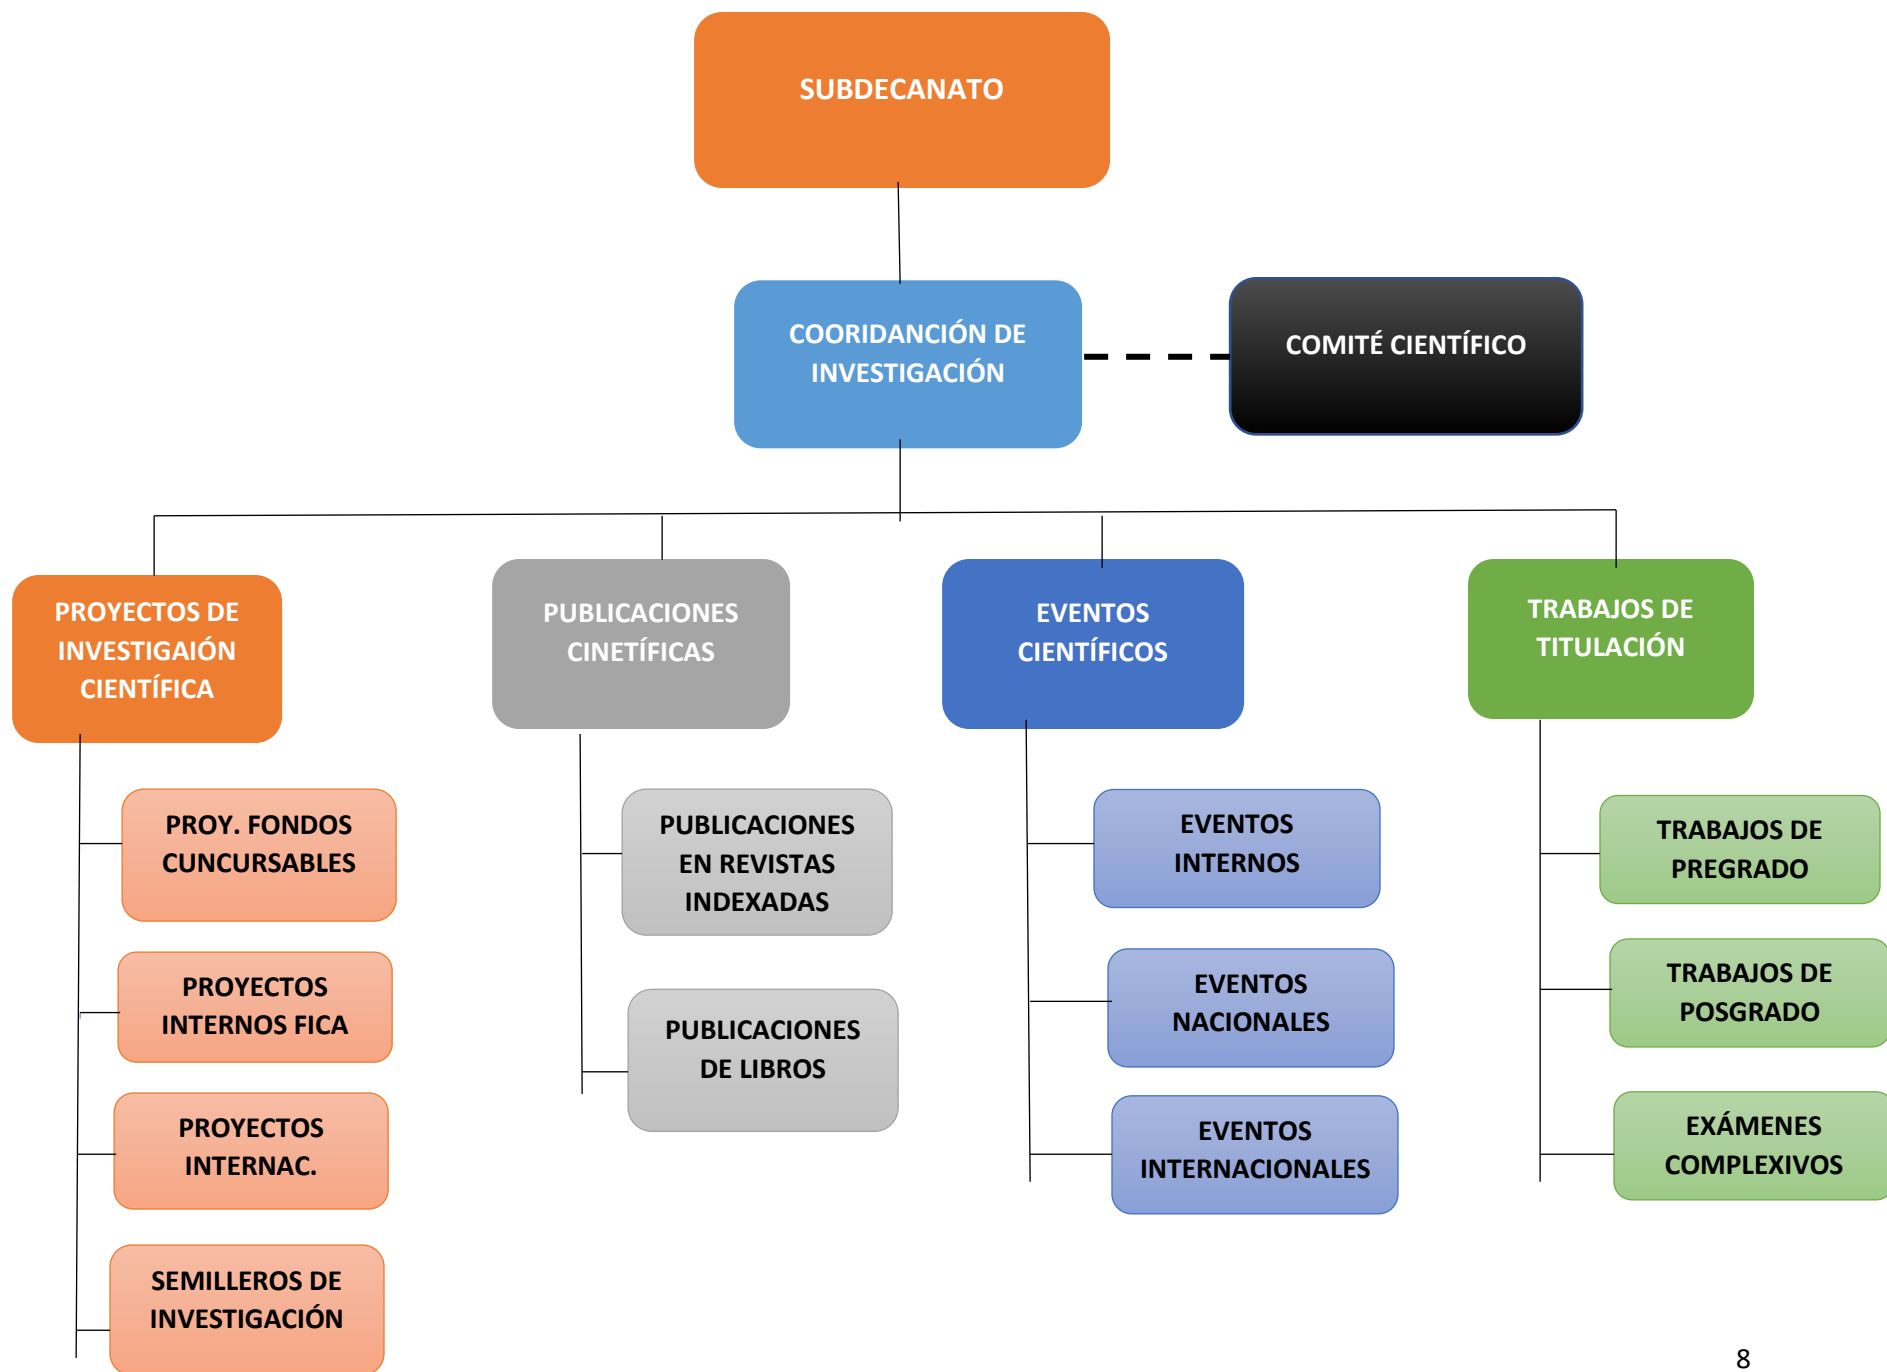 SUBDECANATO
COORIDANCIÓN DE
INVESTIGACIÓN
COMITÉ CIENTÍFICO
PROYECTOS DE
INVESTIGAIÓN
CIENTÍFICA
PROY. FONDOS
CUNCURSABLES
PROYECTOS
INTERNOS FICA
PROYECTOS
INTERNAC.
SEMILLEROS DE
INVESTIGACIÓN
PUBLICACIONES
CINETÍFICAS
PUBLICACIONES
EN REVISTAS
INDEXADAS
PUBLICACIONES
DE LIBROS
EVENTOS
CIENTÍFICOS
EVENTOS
INTERNOS
EVENTOS
NACIONALES
EVENTOS
INTERNACIONALES
TRABAJOS DE
TITULACIÓN
TRABAJOS DE
PREGRADO
TRABAJOS DE
POSGRADO
EXÁMENES
COMPLEXIVOS
8